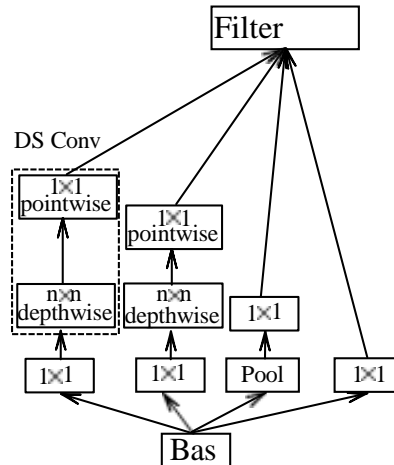 Filter
DS Conv
1×1
pointwise
1×1
pointwise
n×n
depthwise
n×n
depthwise
1×1
1×1
1×1
Pool
1×1
Bas